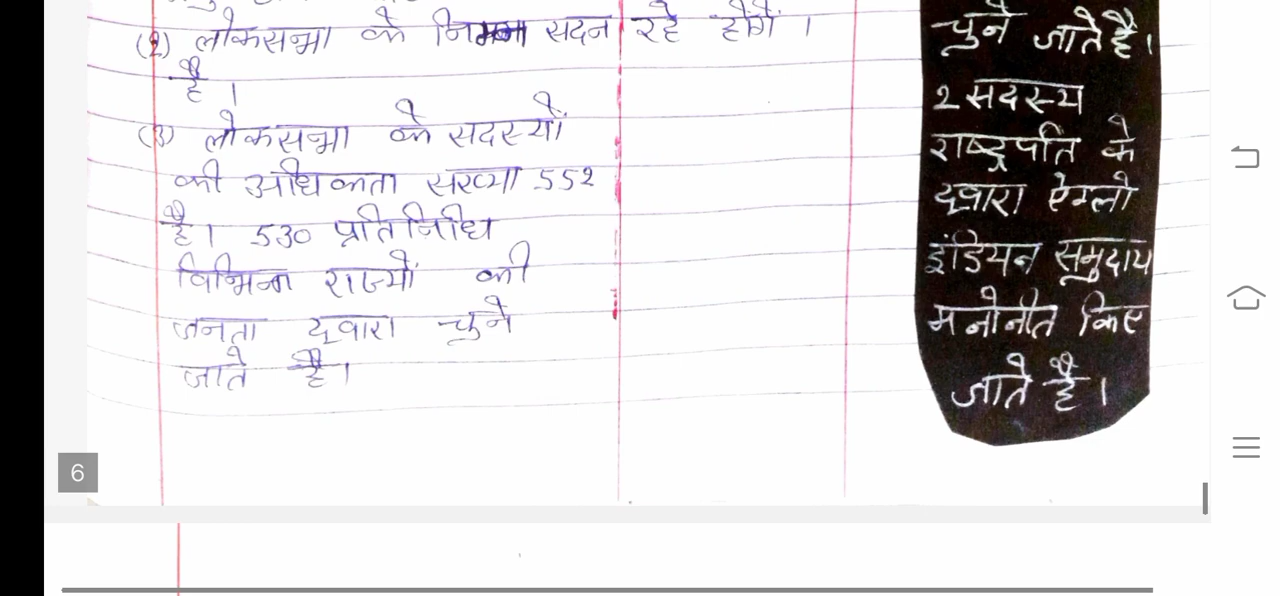 (2) लोकसभा के निम्न सदन रहे होगें ।
है ।
(3) लोकसभा के सदस्यों
की अधिकता संख्या 552
है। 530 प्रतिनिधि
विभिन्न राज्यों की
जनता द्वारा चुने
जाते है।
चुने जाते है।
2 सदस्य
राष्ट्रपति के
द्वारा ऐंग्लो
इंडियन समुदाय
मनोनीत किए
जाते है।
6